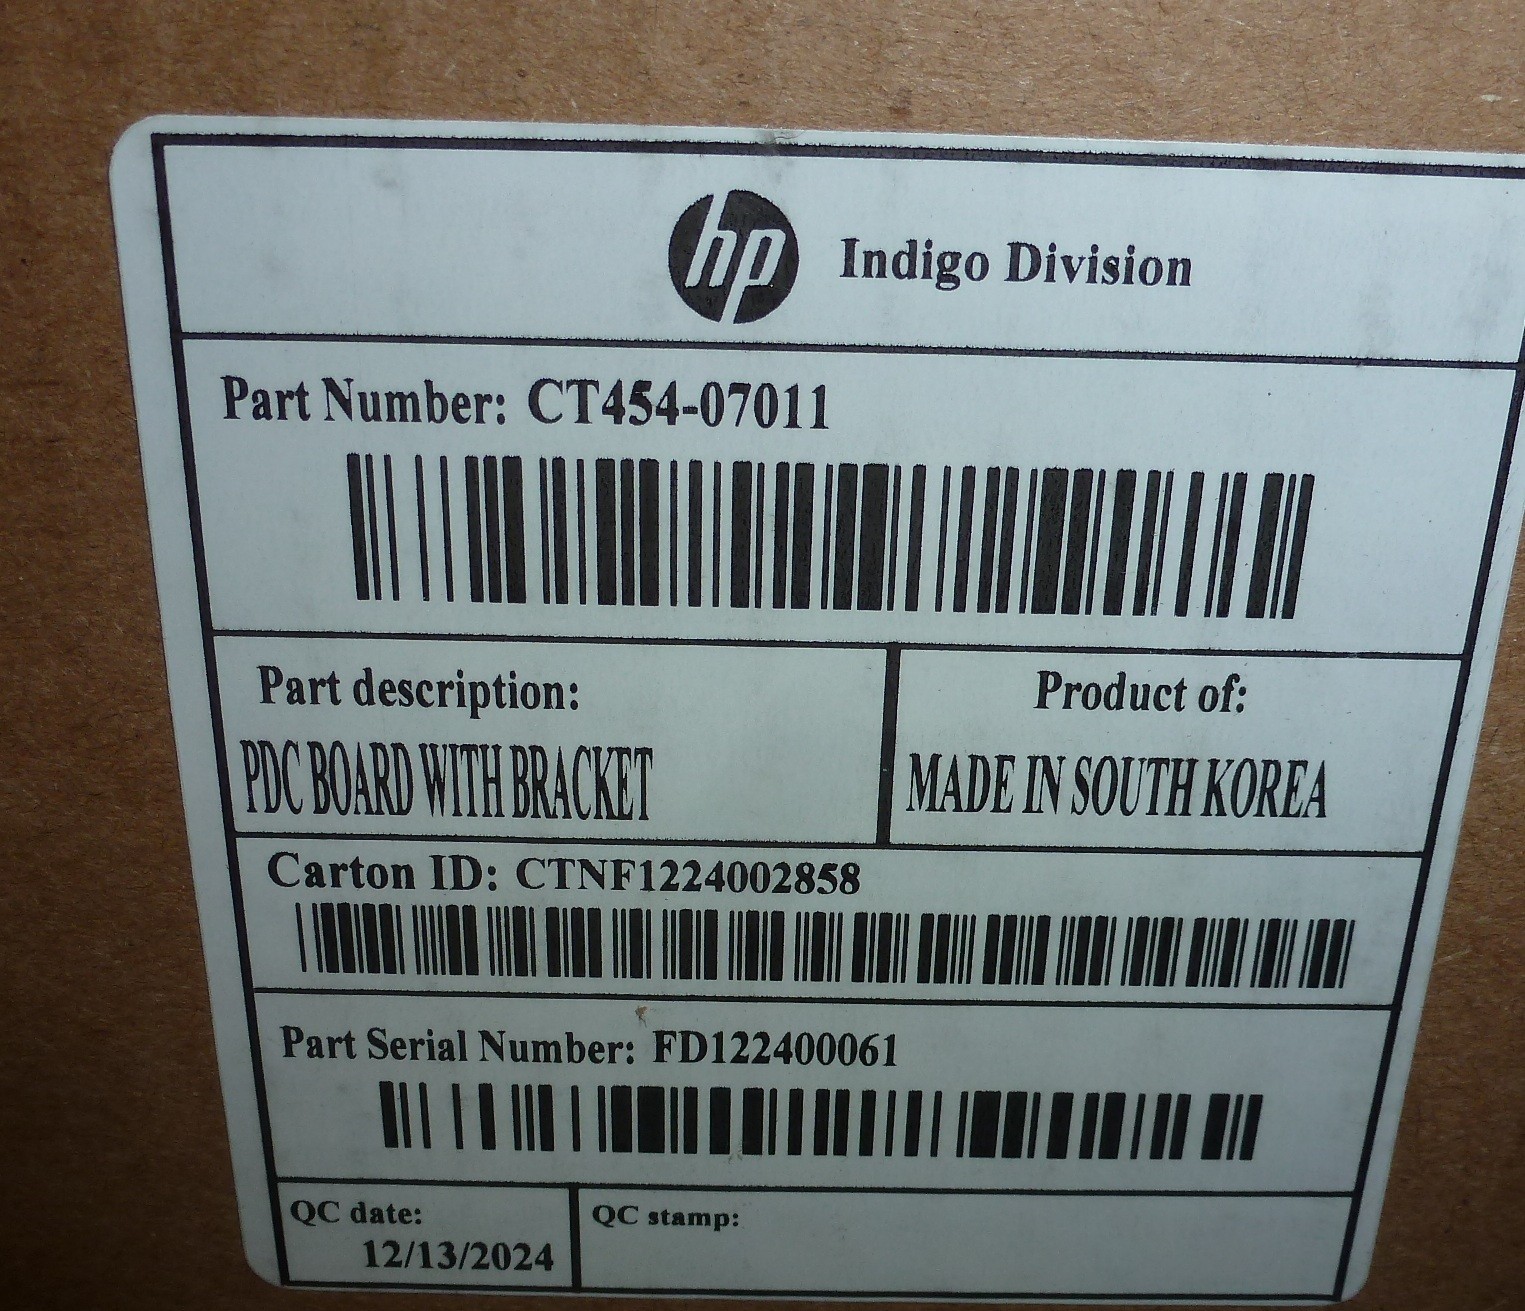 hp Indigo Division
Part Number: CT454-07011
Part description:
PDC BOARD WITH BRACKET
Product of:
MADE IN SOUTH KOREA
Carton ID: CTNF1224002858
Part Serial Number: FD122400061
QC date:
12/13/2024
QC stamp: